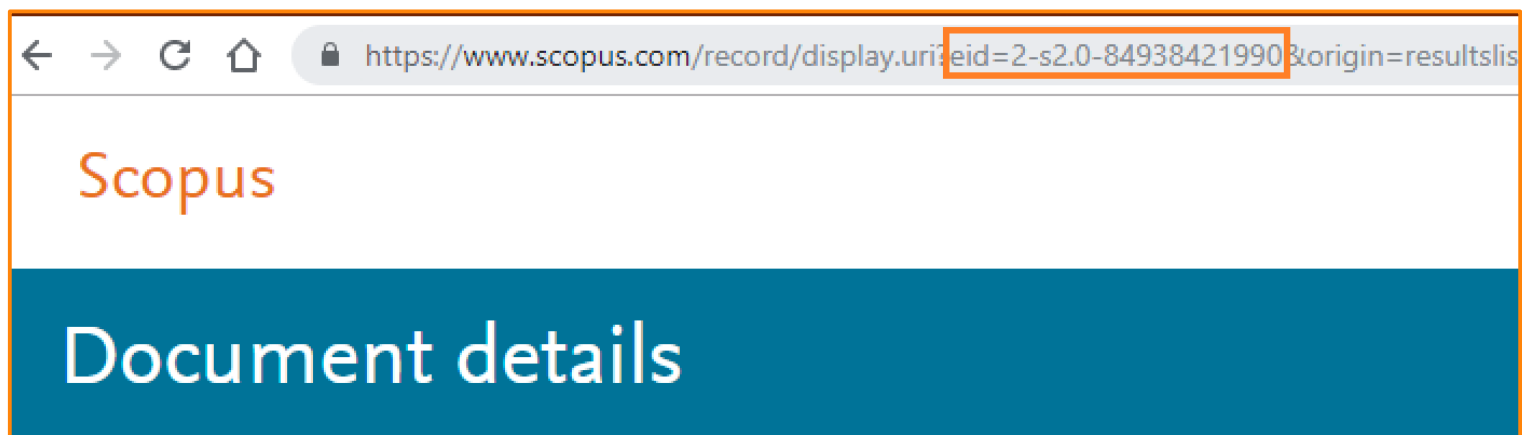 https://www.scopus.com/record/display.uri?eid=2-s2.0-84938421990&origin=resultslis
Scopus
Document details